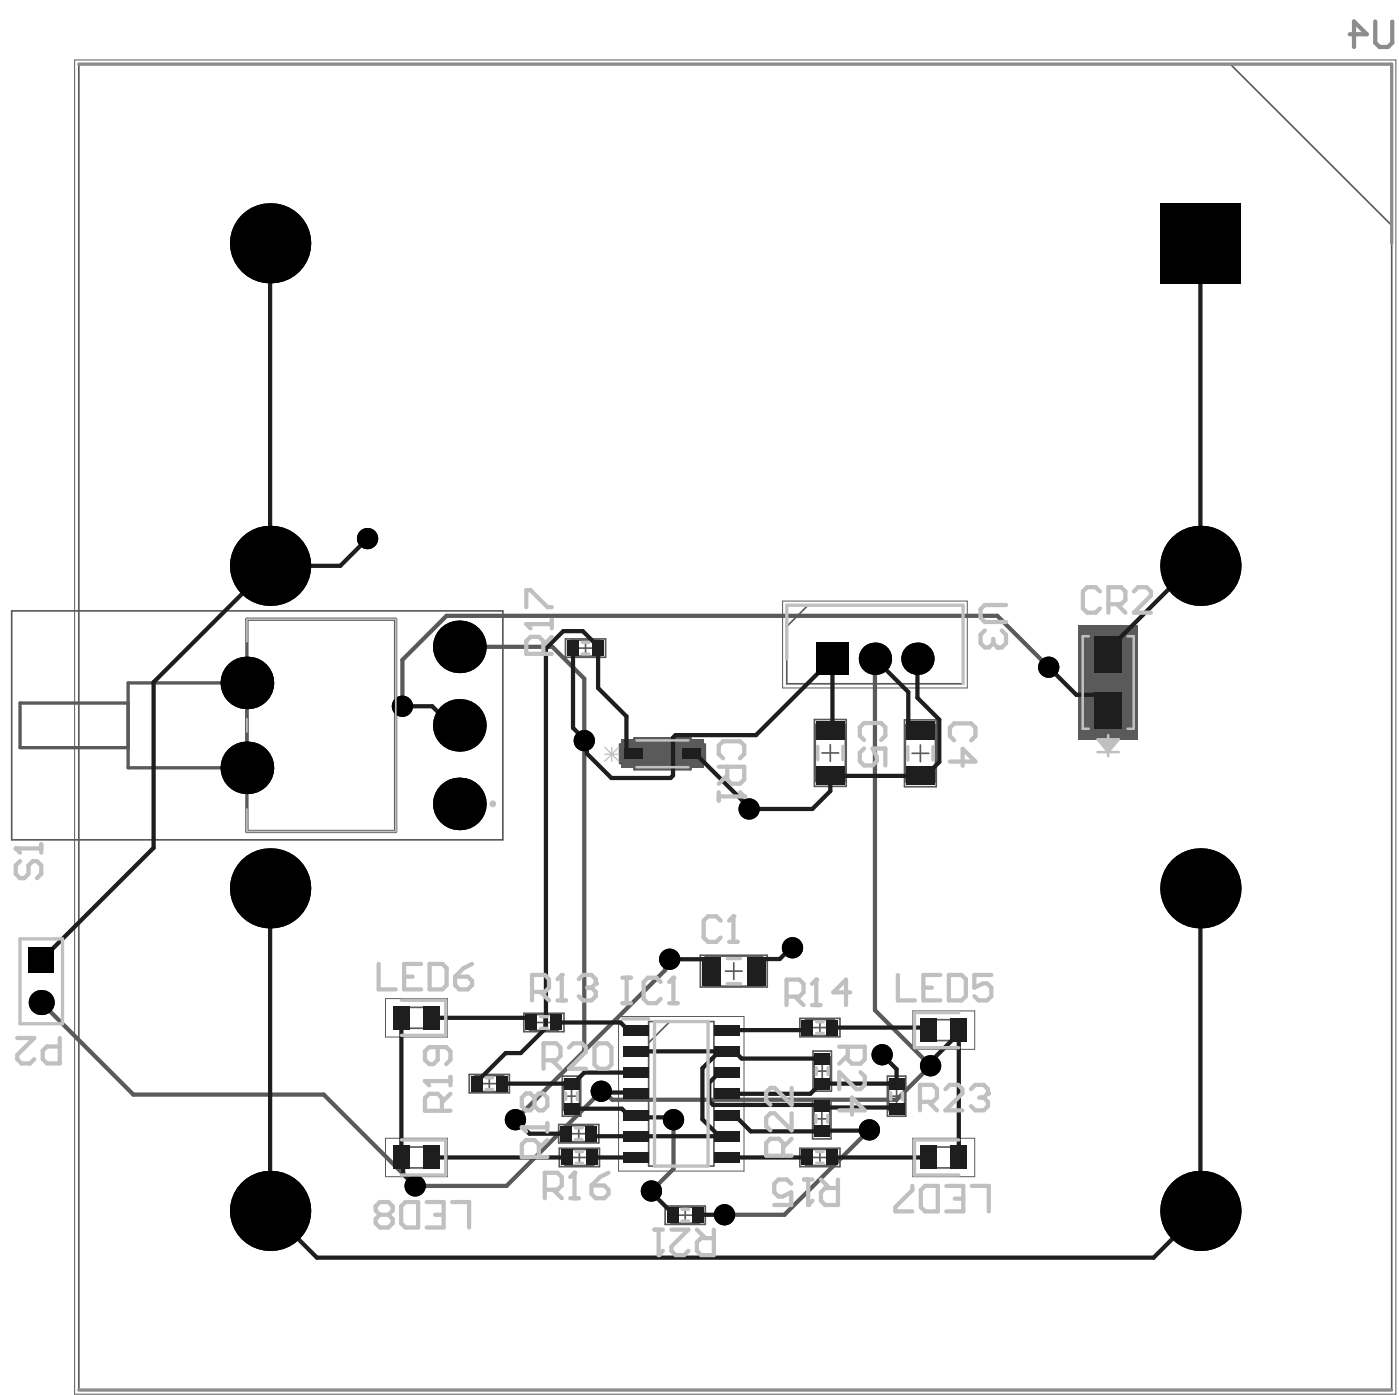 U4
R17
CR2
U3
C5
C4
CR1
S1
C1
LED6
R13
IC1
R14
LED5
P2
R19
R20
R24
R23
R18
R22
R16
R15
LED8
LED7
R21